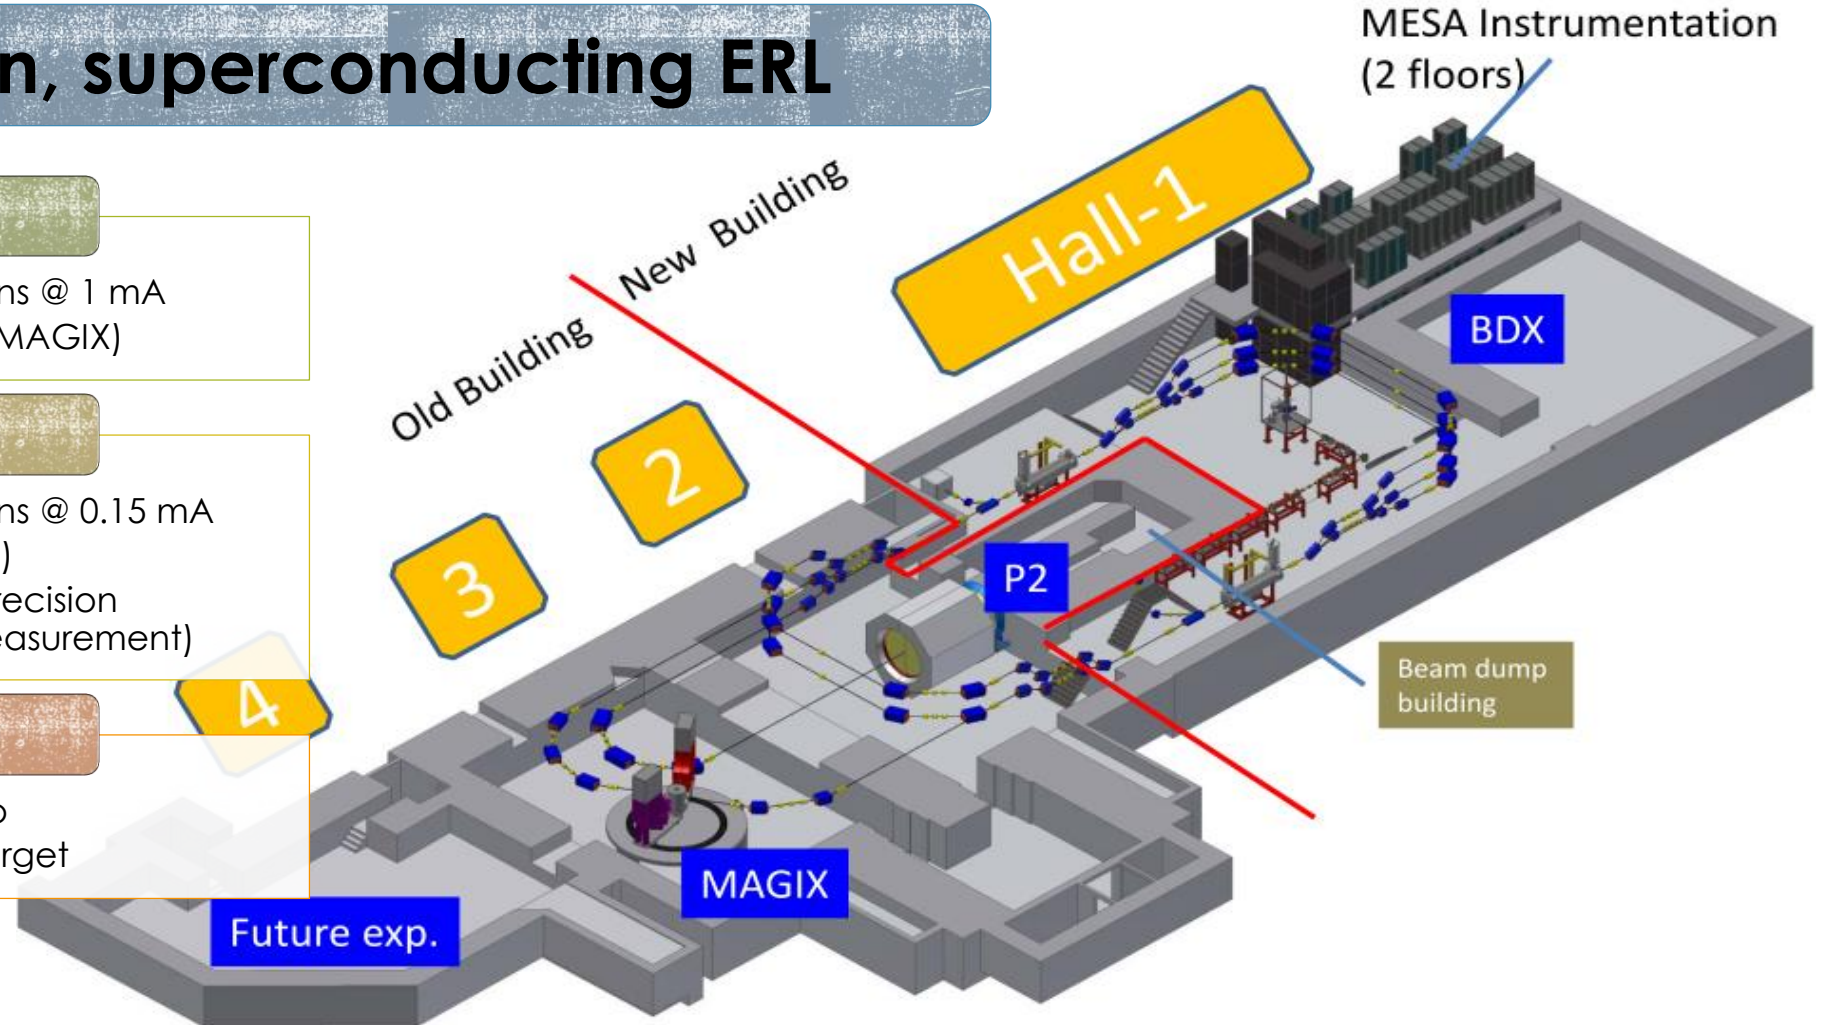 n, superconducting ERL
MESA Instrumentation
(2 floors)
ns @ 1 mA
MAGIX)
ns @ 0.15 mA
)
recision
easurement)
o
rget
Old Building
New Building
Hall-1
2
3
4
BDX
P2
Beam dump
building
MAGIX
Future exp.